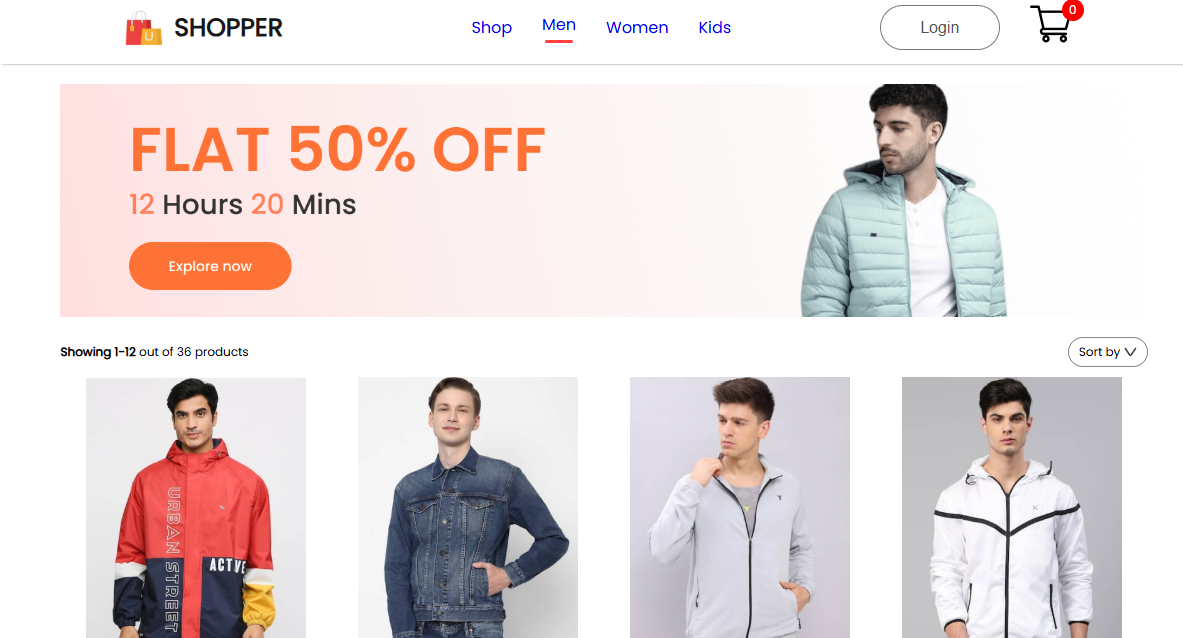 SHOPPER
Shop
Men
Women
Kids
Login
0
U
FLAT 50% OFF
12 Hours 20 Mins
Explore now
Showing 1-12 out of 36 products
Sort by
URBAN STREET
ACTVE